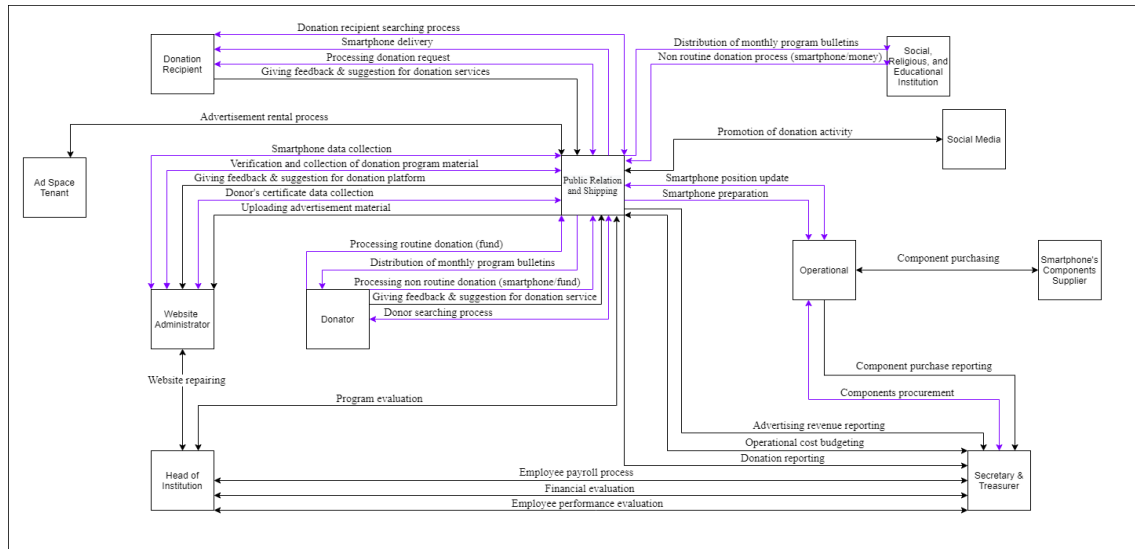 Donation recipient searching process
Smartphone delivery
Processing donation request
Giving feedback & suggestion for donation services
Donation
Recipient
Distribution of monthly program bulletins
Non routine donation process (smartphone/money)
Social,
Religious, and
Educational
Institution
Advertisement rental process
Promotion of donation activity
Social Media
Ad Space
Tenant
Smartphone data collection
Verification and collection of donation program material
Giving feedback & suggestion for donation platform
Donor's certificate data collection
Uploading advertisement material
Public Relation
and Shipping
Smartphone position update
Smartphone preparation
Processing routine donation (fund)
Distribution of monthly program bulletins
Processing non routine donation (smartphone/fund)
Giving feedback & suggestion for donation service
Donor searching process
Operational
Component purchasing
Smartphone's
Components
Supplier
Website
Administrator
Donator
Website repairing
Program evaluation
Component purchase reporting
Components procurement
Advertising revenue reporting
Operational cost budgeting
Donation reporting
Head of
Institution
Employee payroll process
Financial evaluation
Employee performance evaluation
Secretary &
Treasurer